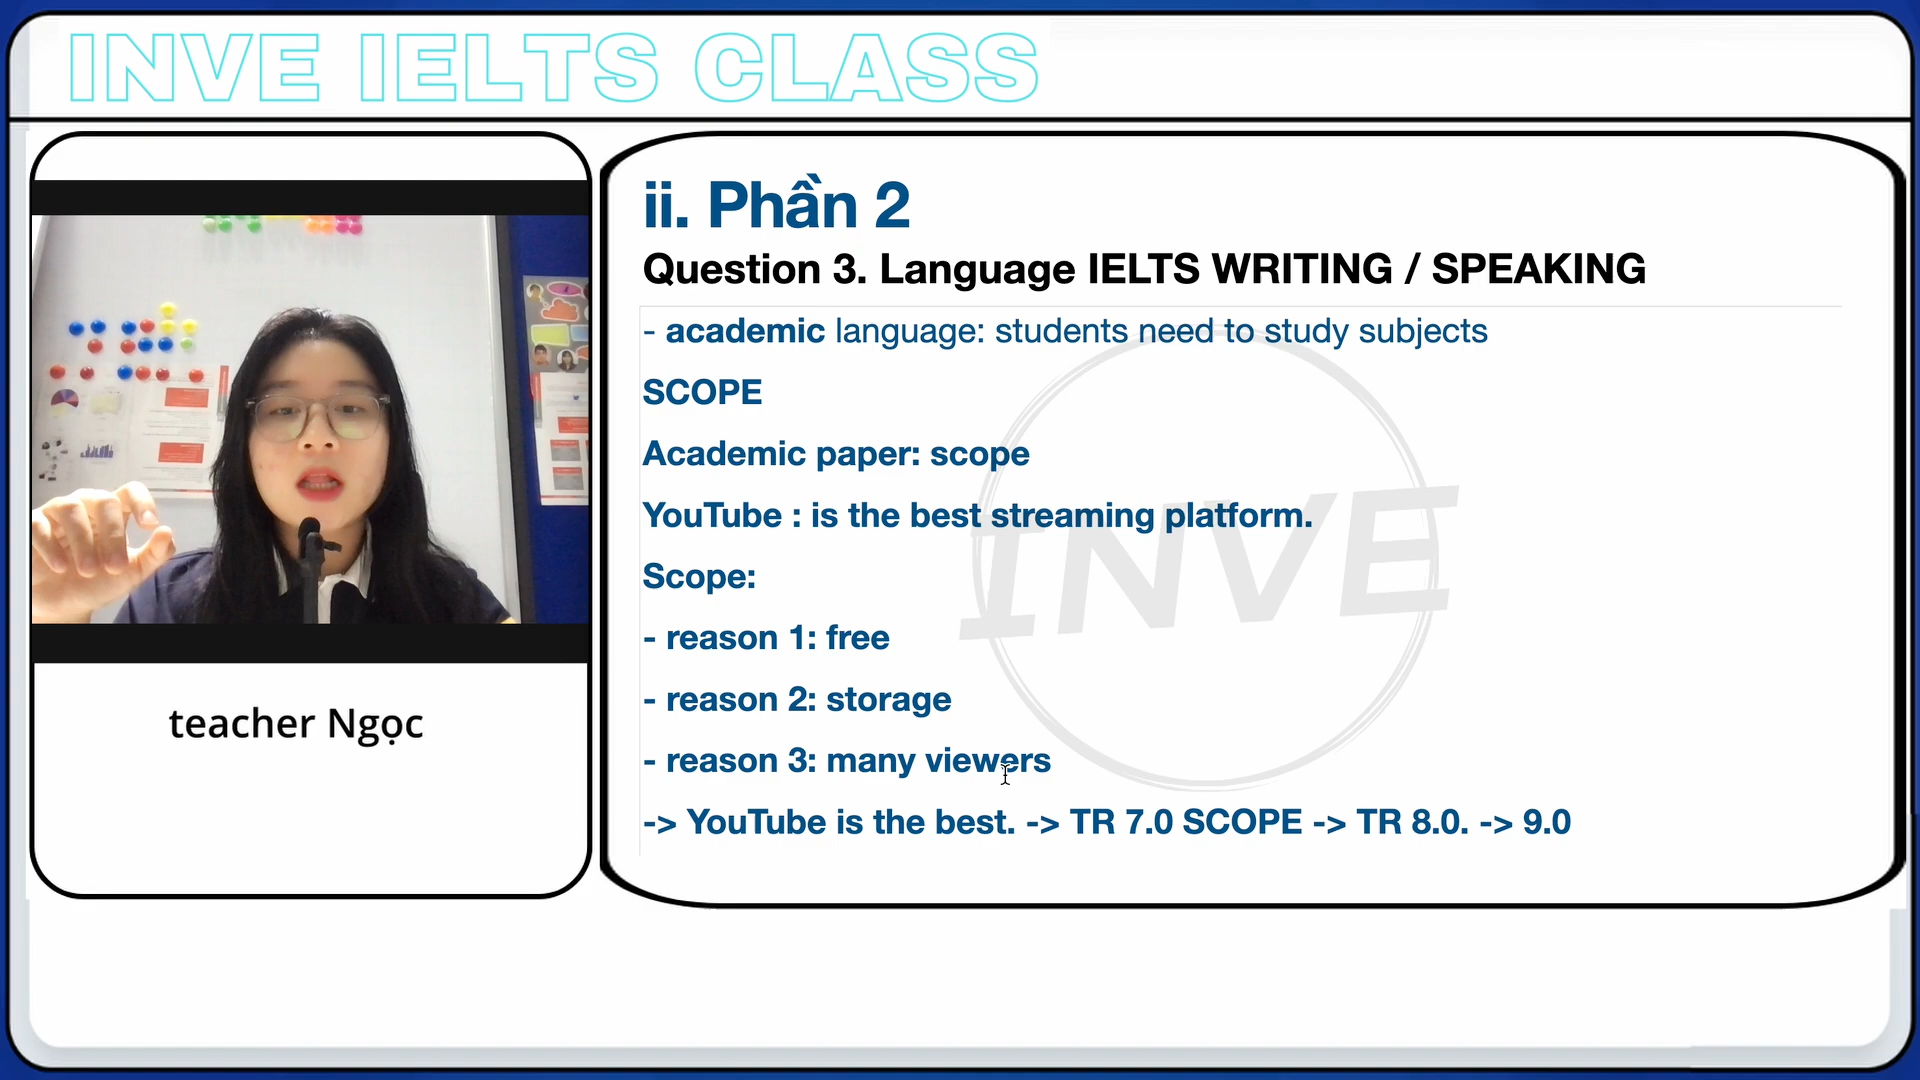 INVE IELTS CLASS
teacher Ngọc
ii. Phần 2
Question 3. Language IELTS WRITING / SPEAKING
- academic language: students need to study subjects
SCOPE
Academic paper: scope
YouTube : is the best streaming platform.
Scope:
- reason 1: free
- reason 2: storage
- reason 3: many viewers
-> YouTube is the best. -> TR 7.0 SCOPE -> TR 8.0. -> 9.0
INVE